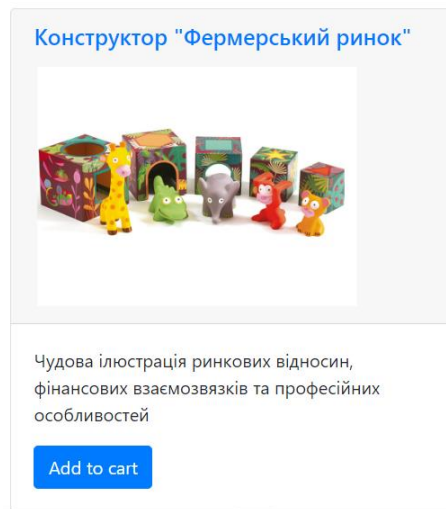 Конструктор "Фермерський ринок"
Чудова ілюстрація ринкових відносин,
фінансових взаємозвязків та професійних
особливостей
Add to cart